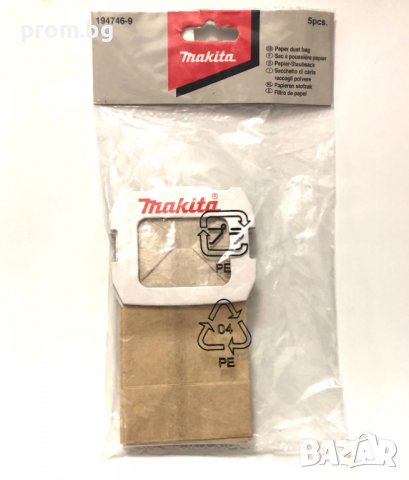 194746-9
5pcs.
prom.bg
makita
Paper dust bag
Sac à poussière papier
Papier-Staubsack
Sacchetto di carta
raccogli polvere
Papieren stofzak
Filtro de papel
makita®
PE
04
PE
BAZAR